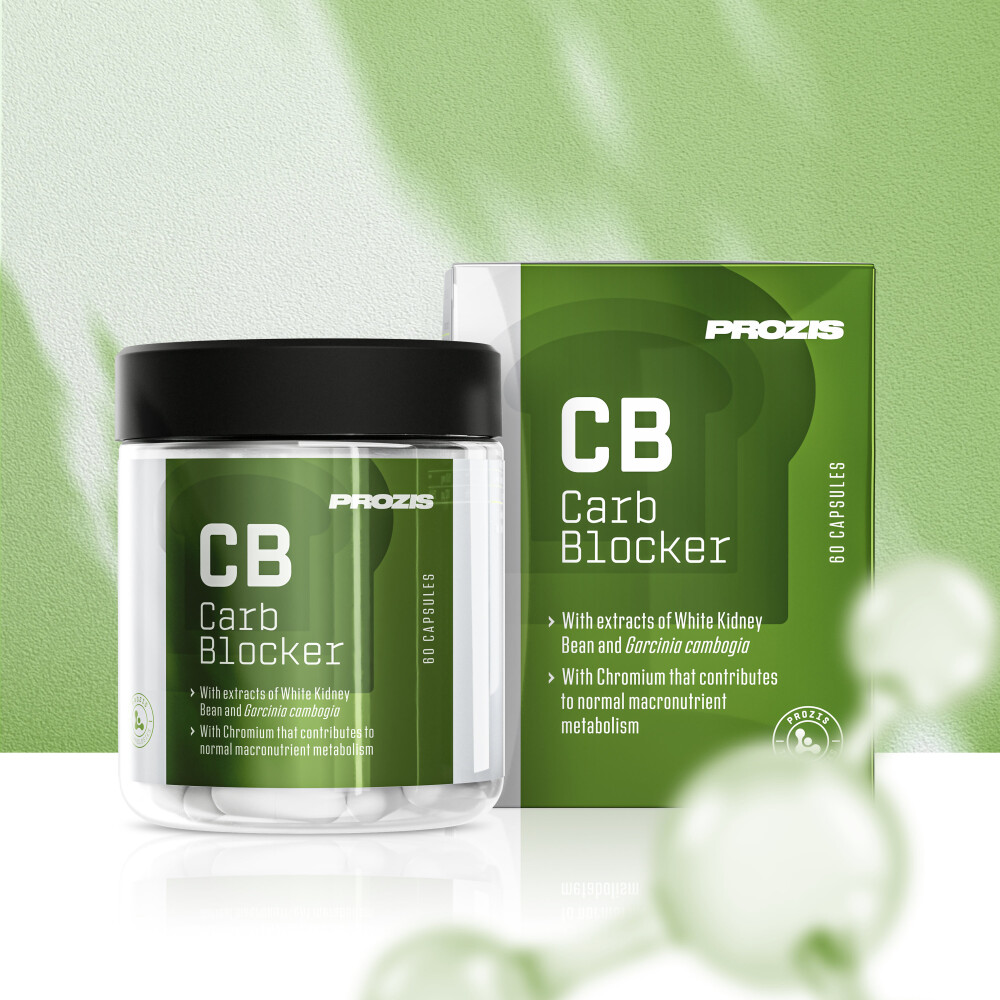 PROZIS
CB
Carb
Blocker
60 CAPSULES
› With extracts of White Kidney
Bean and Garcinia cambogia
› With Chromium that contributes to
normal macronutrient metabolism
PROZIS
CB
Carb
Blocker
60 CAPSULES
› With extracts of White Kidney
Bean and Garcinia cambogia
› With Chromium that contributes
to normal macronutrient
metabolism
PROZIS